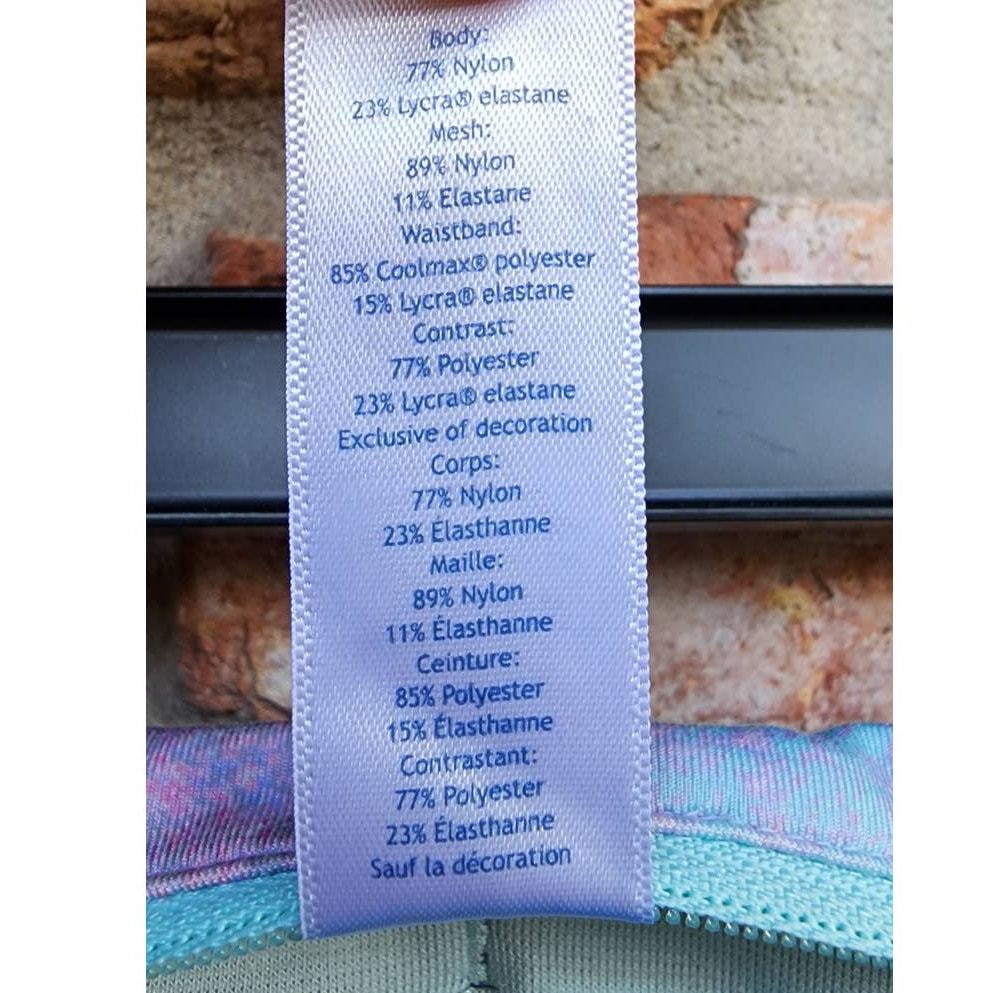 Body:
77% Nylon
23% Lycra® elastane
Mesh:
89% Nylon
11% Elastane
Waistband:
85% Coolmax® polyester
15% Lycra® elastane
Contrast:
77% Polyester
23% Lycra® elastane
Exclusive of decoration
Corps:
77% Nylon
23% Élasthanne
Maille:
89% Nylon
11% Élasthanne
Ceinture:
85% Polyester
15% Élasthanne
Contrastant:
77% Polyester
23% Élasthanne
Sauf la décoration